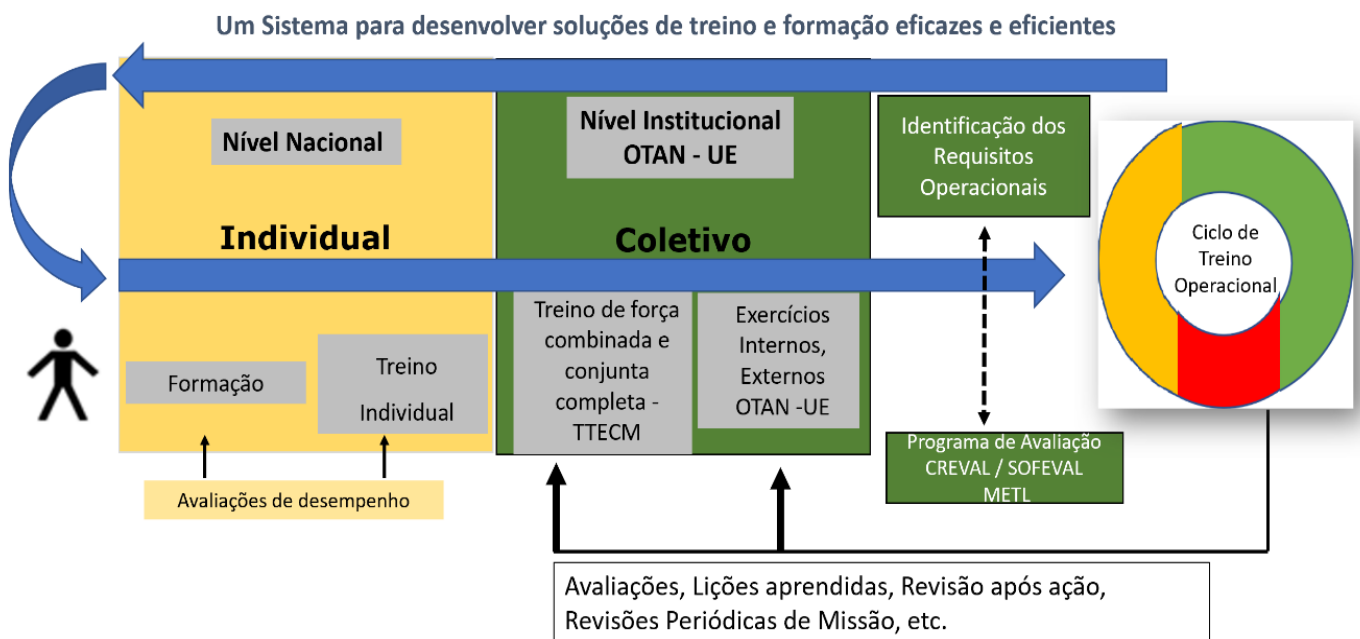 Um Sistema para desenvolver soluções de treino e formação eficazes e eficientes
Nível Nacional
Individual
Nível Institucional
OTAN - UE
Coletivo
Identificação dos
Requisitos
Operacionais
Ciclo de
Treino
Operacional
Formação
Treino
Individual
Treino de força
combinada e
conjunta
completa -
TTECM
Exercícios
Internos,
Externos
OTAN -UE
Programa de Avaliação
CREVAL / SOFEVAL
METL
Avaliações de desempenho
Avaliações, Lições aprendidas, Revisão após ação,
Revisões Periódicas de Missão, etc.